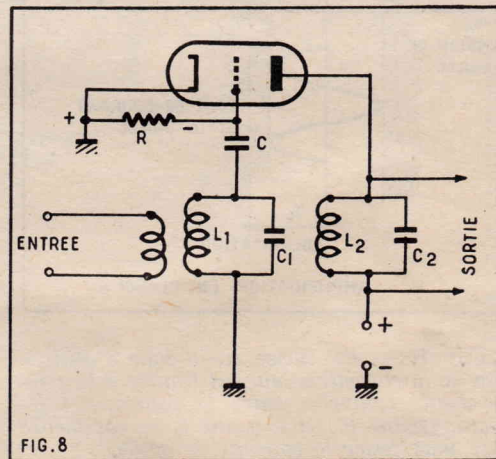 +
R
-
C
ENTREE
L1
C1
L2
C2
SORTIE
+
-
FIG.8